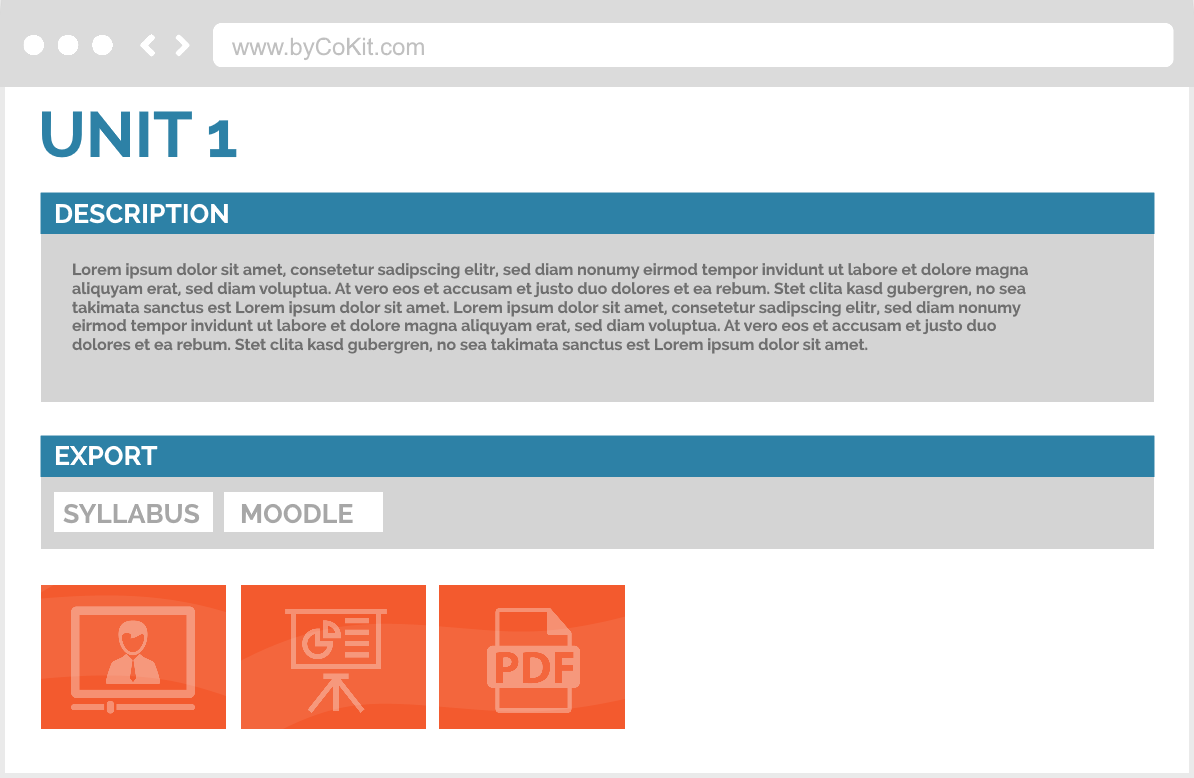 www.byCoKit.com
UNIT 1
DESCRIPTION
Lorem ipsum dolor sit amet, consetetur sadipscing elitr, sed diam nonumy eirmod tempor invidunt ut labore et dolore magna
aliquyam erat, sed diam voluptua. At vero eos et accusam et justo duo dolores et ea rebum. Stet clita kasd gubergren, no sea
takimata sanctus est Lorem ipsum dolor sit amet. Lorem ipsum dolor sit amet, consetetur sadipscing elitr, sed diam nonumy
eirmod tempor invidunt ut labore et dolore magna aliquyam erat, sed diam voluptua. At vero eos et accusam et justo duo
dolores et ea rebum. Stet clita kasd gubergren, no sea takimata sanctus est Lorem ipsum dolor sit amet.
EXPORT
SYLLABUS MOODLE
PDF